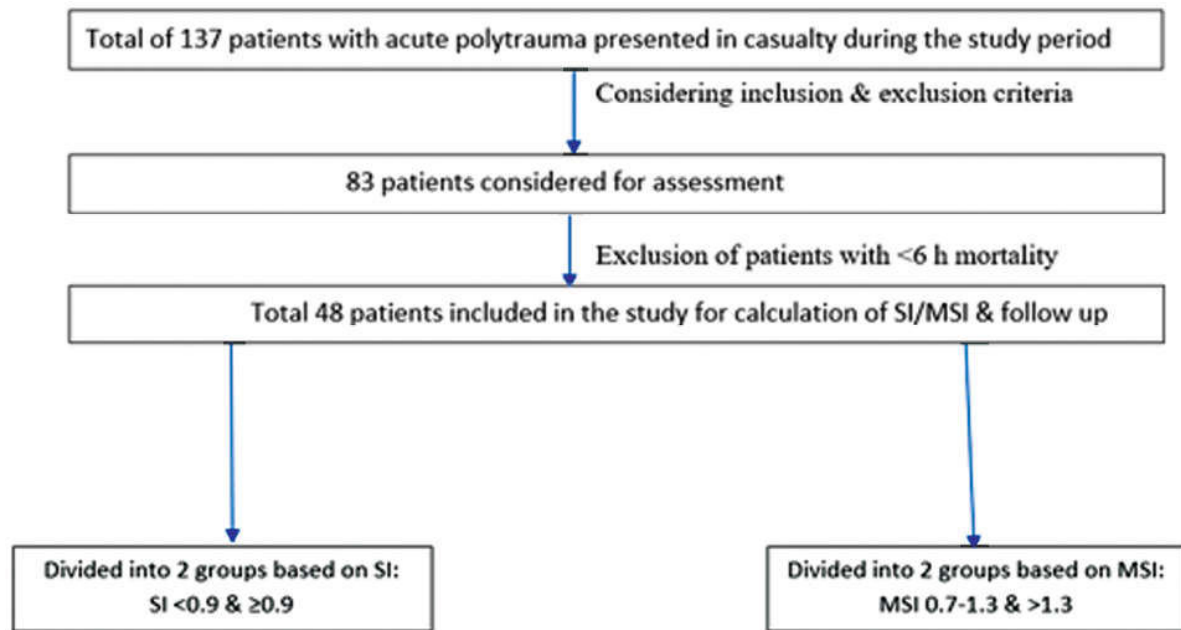 Total of 137 patients with acute polytrauma presented in casualty during the study period
Considering inclusion & exclusion criteria
83 patients considered for assessment
Exclusion of patients with <6 h mortality
Total 48 patients included in the study for calculation of SI/MSI & follow up
Divided into 2 groups based on SI:
SI <0.9 & ≥0.9
Divided into 2 groups based on MSI:
MSI 0.7-1.3 & >1.3